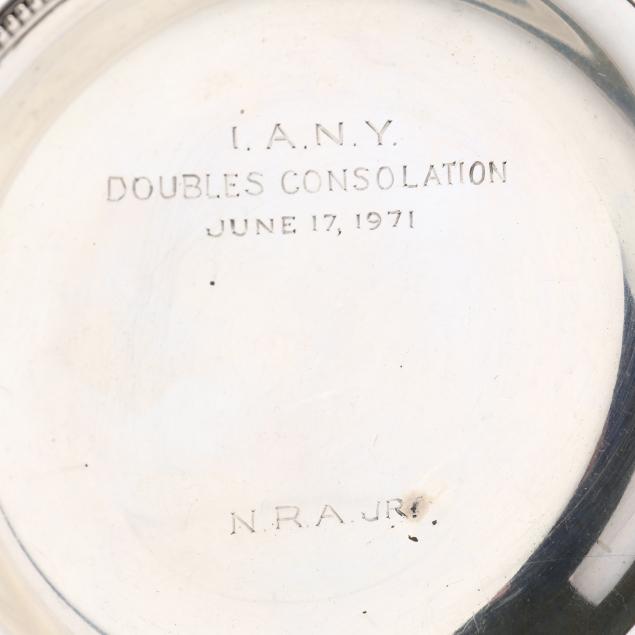 I. A. N. Y.
DOUBLES CONSOLATION
JUNE 17, 1971
N. R. A. JR.